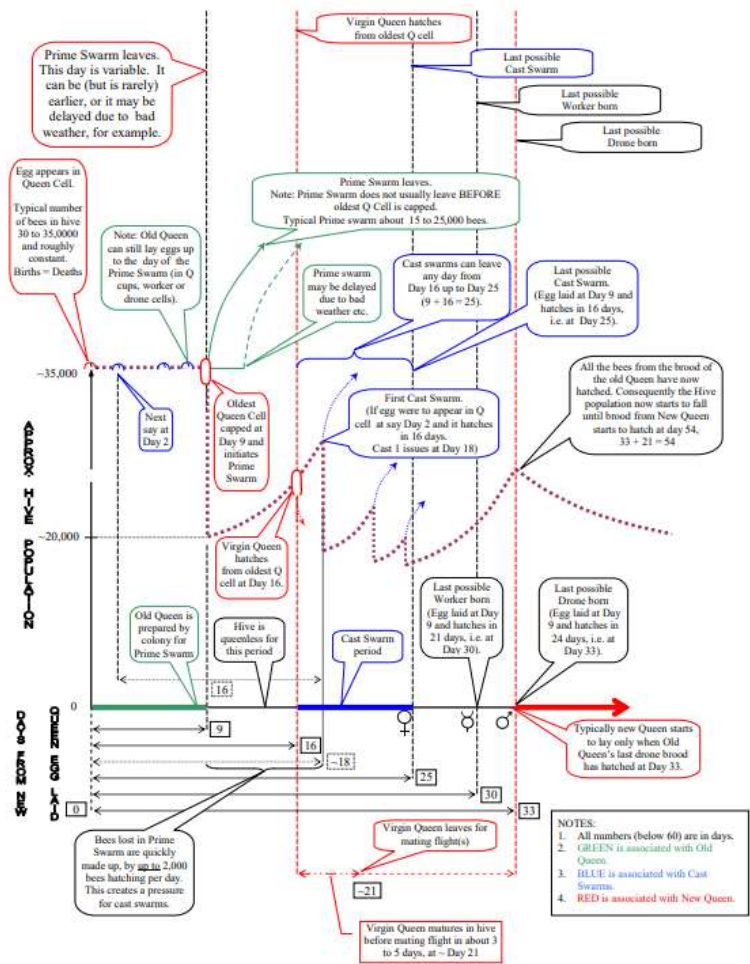 Virgin Queen hatches
from oldest Q cell
Prime Swarm leaves.
This day is variable. It
can be (but is rarely)
earlier, or it may be
delayed due to bad
weather, for example.
Last possible
Cast Swarm
Last possible
Worker born
Last possible
Drone born
Egg appears in
Queen Cell.
Typical number
of bees in hive
30 to 35,0000
and roughly
constant.
Births = Deaths
Note: Old Queen
can still lay eggs up
to the day of the
Prime Swarm (in Q
cups, worker or
drone cells).
Prime Swarm leaves.
Note: Prime Swarm does not usually leave BEFORE
oldest Q Cell is capped.
Typical Prime swarm about 15 to 25,000 bees.
Prime swarm
may be delayed
due to bad
weather etc.
Cast swarms can leave
any day from
Day 16 up to Day 25
(9 + 16 = 25).
Last possible
Cast Swarm.
(Egg laid at Day 9 and
hatches in 16 days,
i.e. at Day 25).
~35,000
Next
say at
Day 2
Oldest
Queen Cell
capped at
Day 9 and
initiates
Prime
Swarm
First Cast Swarm.
(If egg were to appear in Q
cell at say Day 2 and it hatches
in 16 days.
Cast 1 issues at Day 18)
All the bees from the brood of
the old Queen have now
hatched. Consequently the Hive
population now starts to fall
until brood from New Queen
starts to hatch at day 54,
33 + 21 = 54
APPROX HIVE POPULATION
~20,000
Virgin Queen
hatches
from oldest Q
cell at Day 16.
Old Queen is
prepared by
colony for
Prime Swarm
Hive is
queenless for
this period
Cast Swarm
period
Last possible
Worker born
(Egg laid at Day
9 and hatches in
21 days, i.e. at
Day 30).
Last possible
Drone born
(Egg laid at Day
9 and hatches in
24 days, i.e. at
Day 33).
16
0
♀
☿
♂
DAYS FROM NEW
QUEEN EGG LAID
9
16
~18
25
30
0
33
Typically new Queen starts
to lay only when Old
Queen's last drone brood
has hatched at Day 33.
Bees lost in Prime
Swarm are quickly
made up, by up to 2,000
bees hatching per day.
This creates a pressure
for cast swarms.
Virgin Queen leaves for
mating flight(s)
~21
Virgin Queen matures in hive
before mating flight in about 3
to 5 days, at ~ Day 21
NOTES:
1. All numbers (below 60) are in days.
2. GREEN is associated with Old
Queen.
3. BLUE is associated with Cast
Swarms.
4. RED is associated with New Queen.